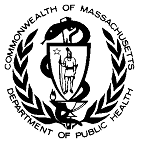 COMMONWEALTH OF MASSACHUSETTS
DEPARTMENT OF PUBLIC HEALTH